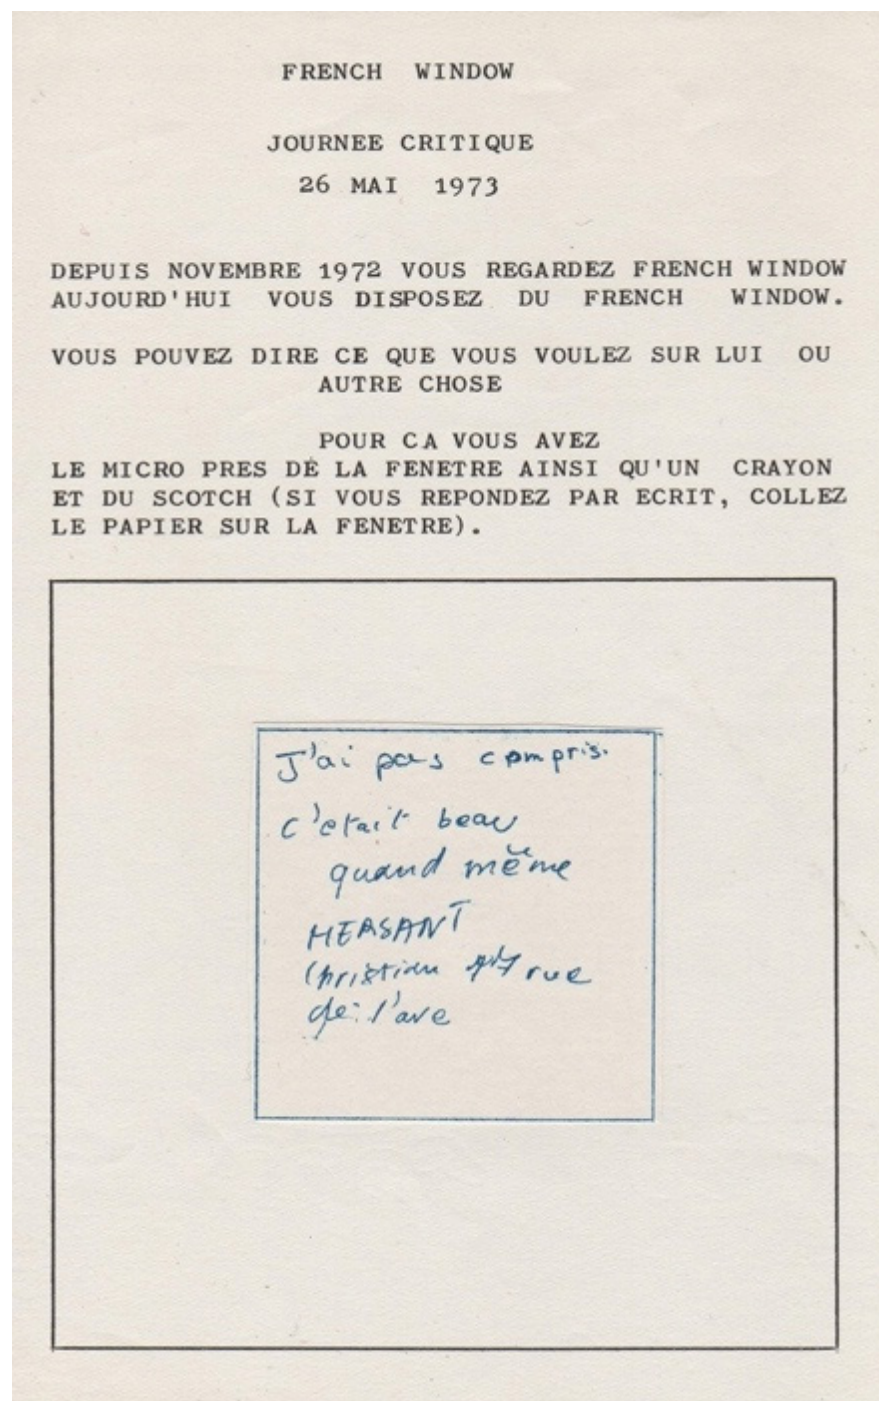 FRENCH WINDOW
JOURNEE CRITIQUE
26 MAI 1973
DEPUIS NOVEMBRE 1972 VOUS REGARDEZ FRENCH WINDOW
AUJOURD'HUI VOUS DISPOSEZ DU FRENCH WINDOW.
VOUS POUVEZ DIRE CE QUE VOUS VOULEZ SUR LUI OU
AUTRE CHOSE
POUR CA VOUS AVEZ
LE MICRO PRES DE LA FENETRE AINSI QU'UN CRAYON
ET DU SCOTCH (SI VOUS REPONDEZ PAR ECRIT, COLLEZ
LE PAPIER SUR LA FENETRE).
J'ai pas compris.
c'etait beau
quand même
HERSANT
Christian rue
de l'ave